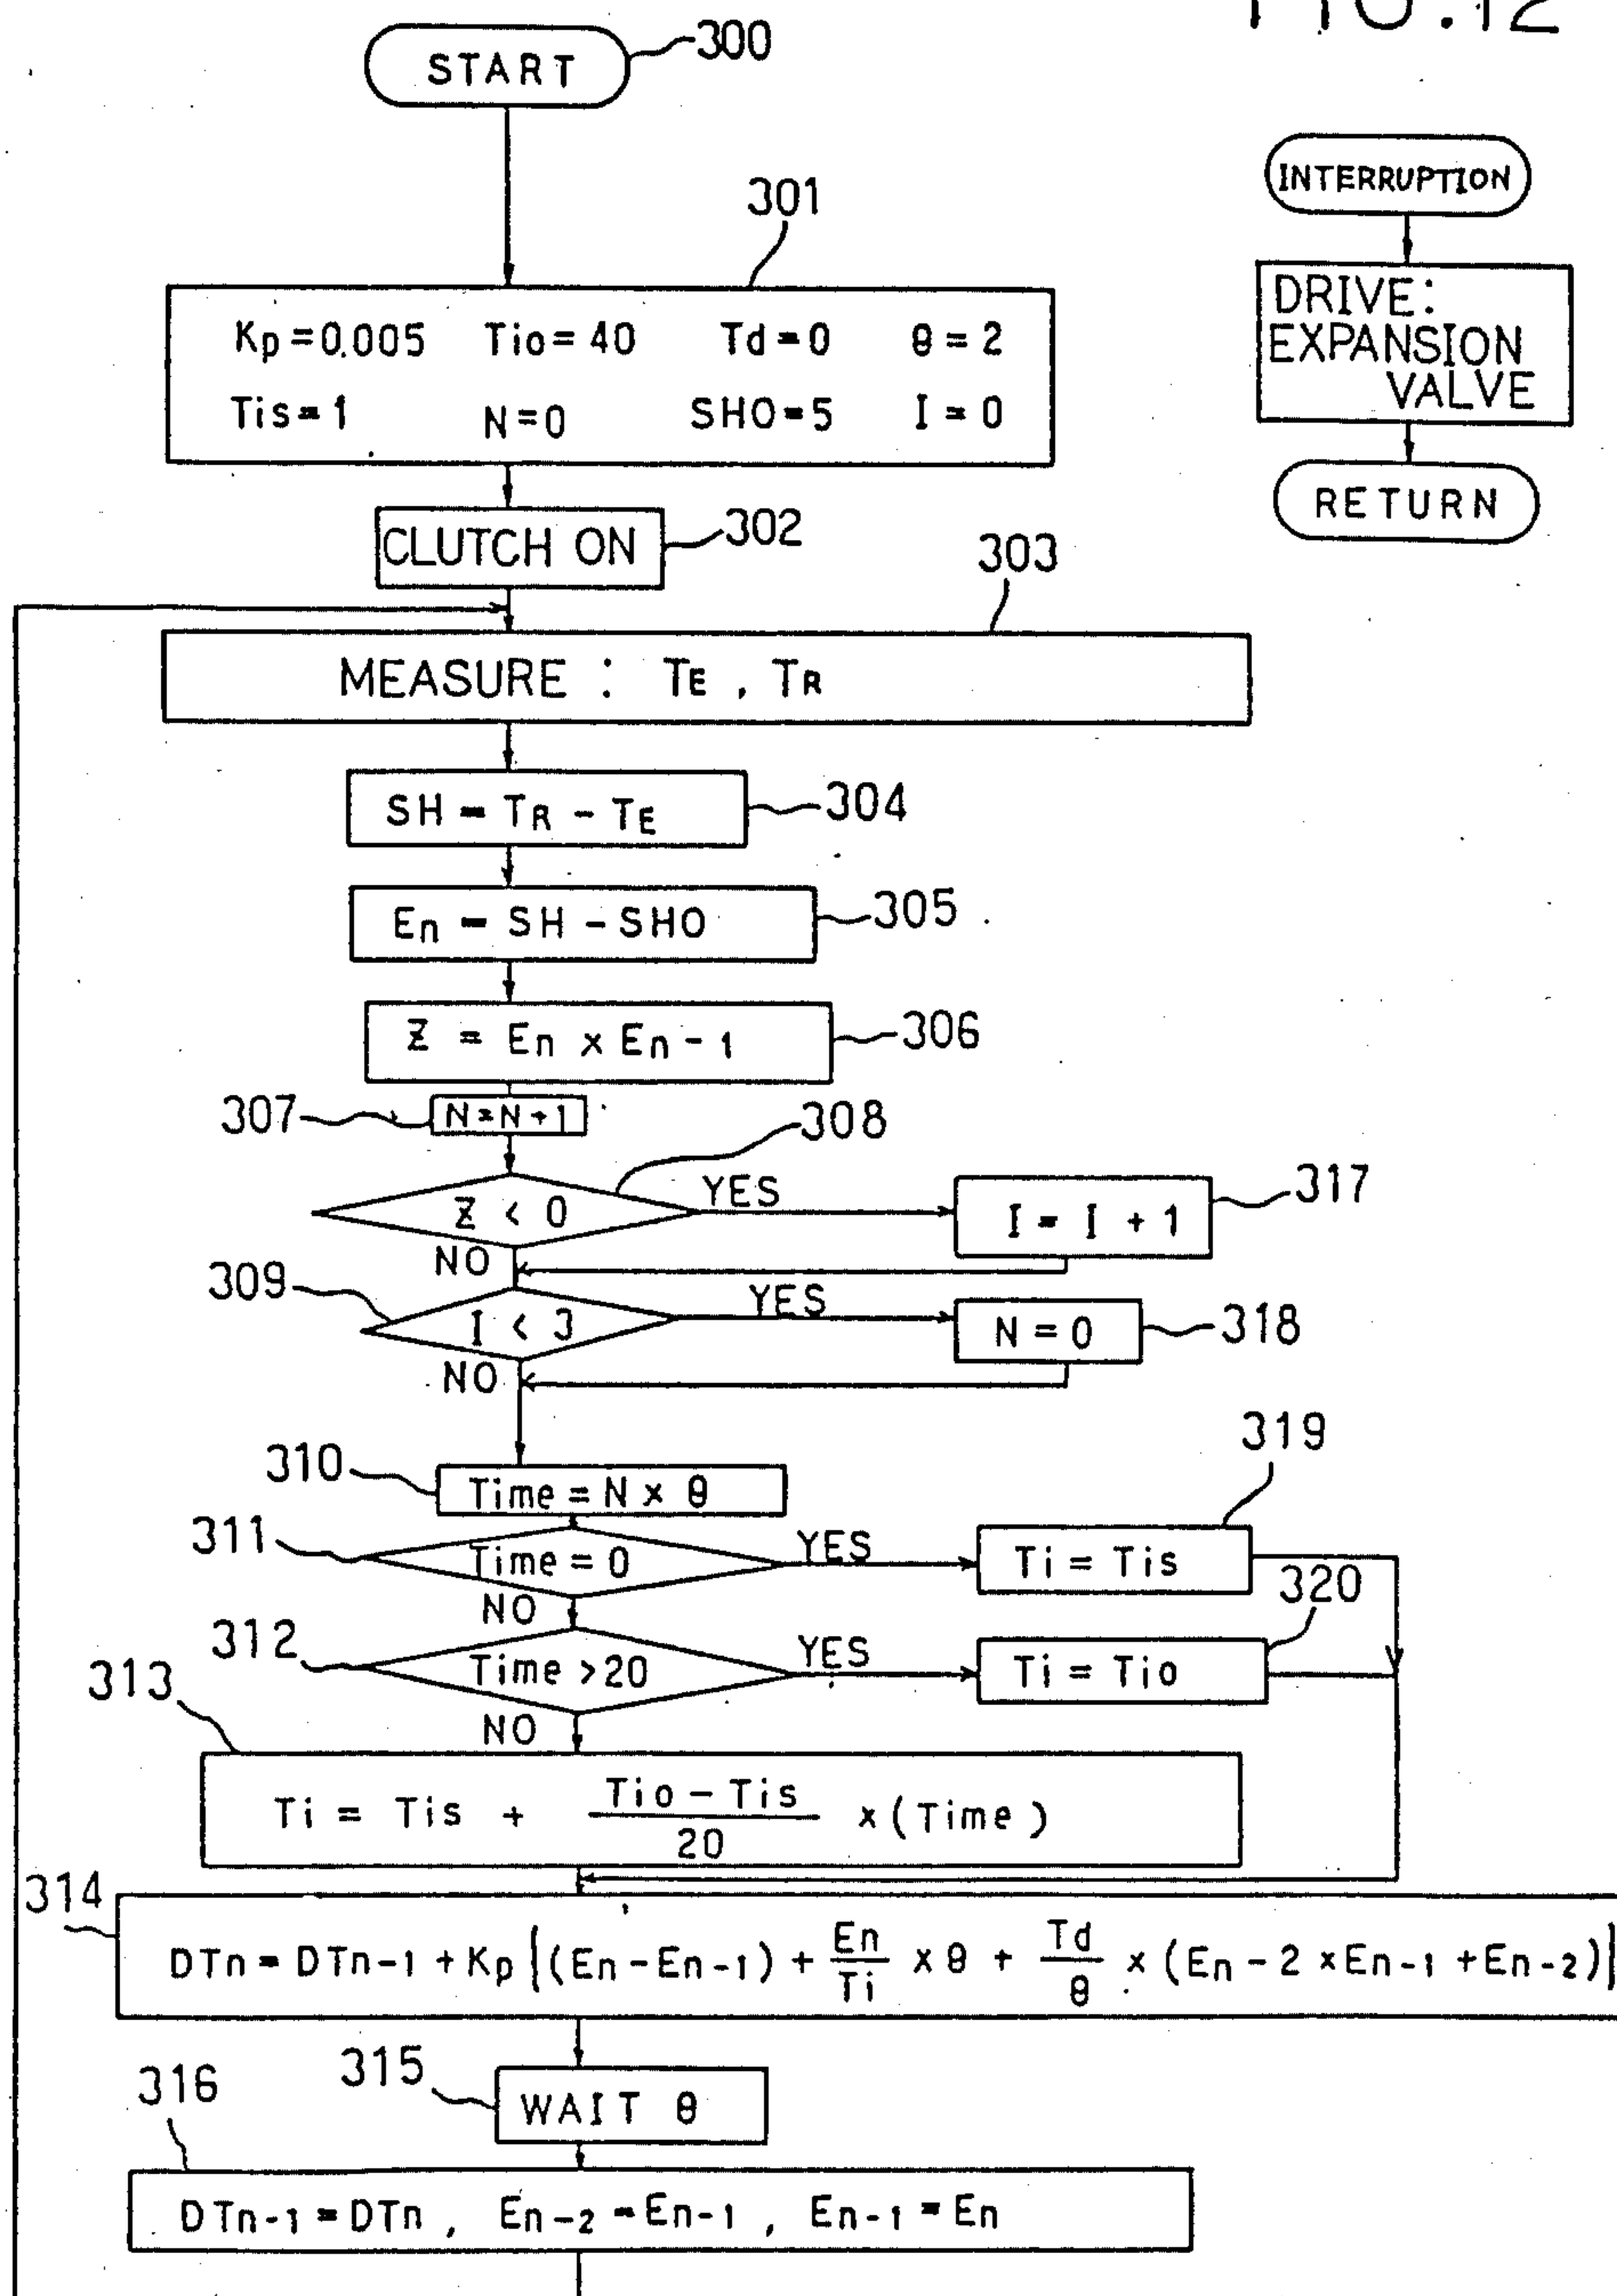 FIG.12
START
300
301
Kp=0.005 Tio=40 Td=0 θ=2
Tis=1 N=0 SHO=5 I=0
INTERRUPTION
DRIVE:
EXPANSION
VALVE
RETURN
CLUTCH ON
302
303
MEASURE : TE , TR
SH = TR - TE
304
En = SH - SHO
305
Z = En x En-1
306
307
N=N+1
308
Z < 0
YES
I = I + 1
317
NO
309
I < 3
YES
N = 0
318
NO
310
Time = N x θ
319
311
Time = 0
YES
Ti = Tis
NO
320
312
Time >20
YES
Ti = Tio
313
NO
Ti = Tis + (Tio - Tis)/20 x (Time)
314
DTn = DTn-1 + Kp {(En - En-1) + En/Ti x θ + Td/θ x (En - 2 x En-1 + En-2)}
315
WAIT θ
316
DTn-1 = DTn , En-2 = En-1 , En-1 = En